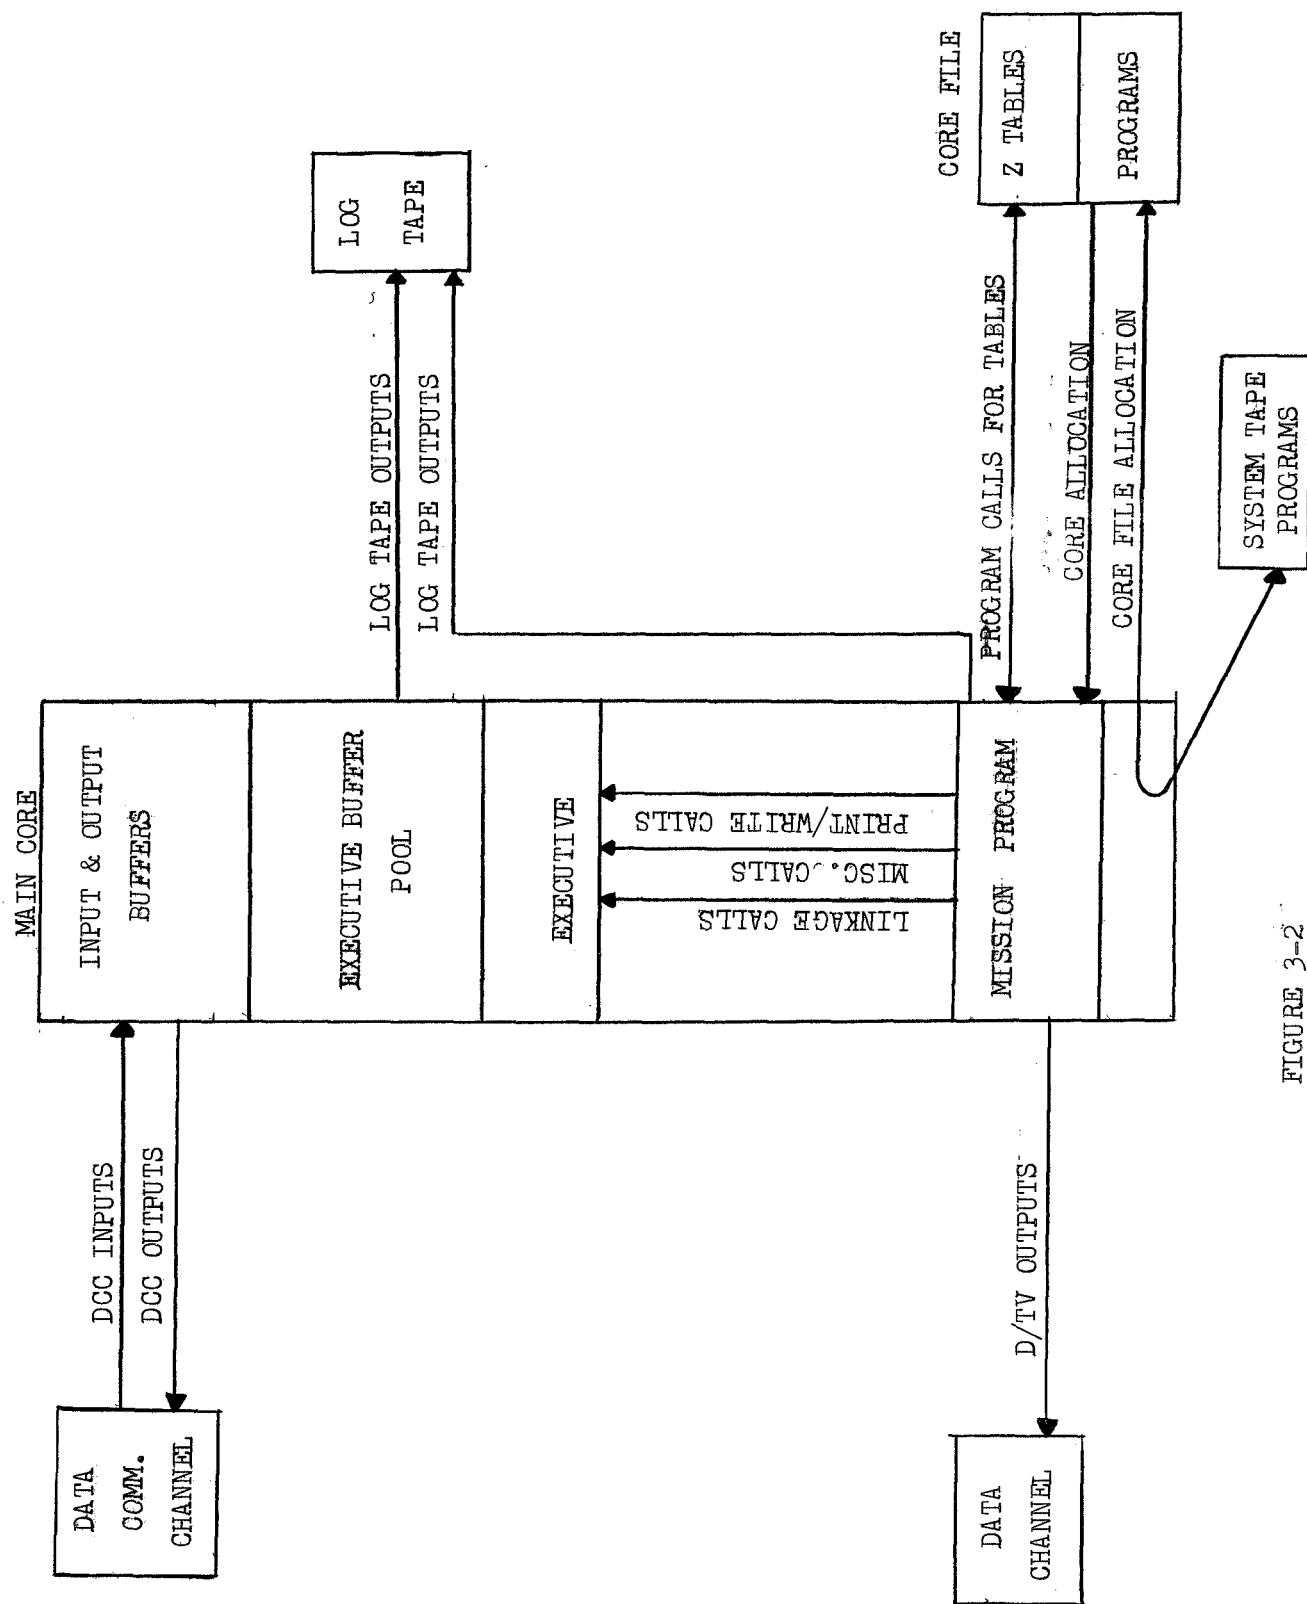 MAIN CORE
INPUT & OUTPUT
BUFFERS
EXECUTIVE BUFFER
POOL
EXECUTIVE
PRINT/WRITE CALLS
MISC. CALLS
LINKAGE CALLS
MISSION PROGRAM
DATA
COMM.
CHANNEL
DCC INPUTS
DCC OUTPUTS
DATA
CHANNEL
D/TV OUTPUTS
LOG TAPE OUTPUTS
LOG TAPE OUTPUTS
LOG
TAPE
CORE FILE
Z TABLES
PROGRAMS
PROGRAM CALLS FOR TABLES
CORE ALLOCATION
CORE FILE ALLOCATION
SYSTEM TAPE
PROGRAMS
FIGURE 3-2